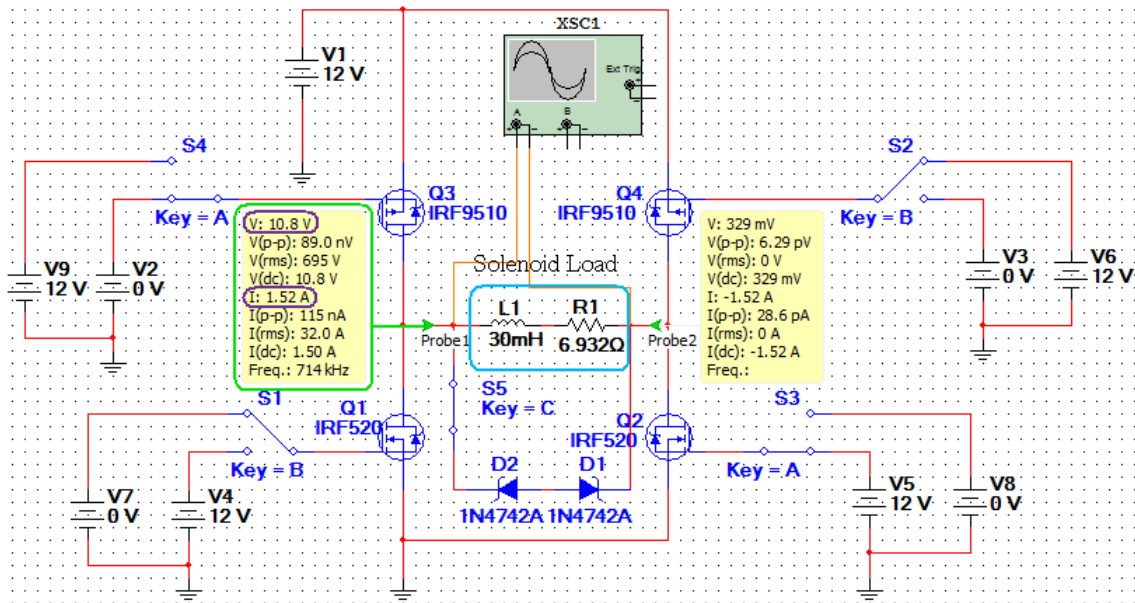 XSC1
V1
12 V
Ext Trig
+
-
A
B
+
-
+
-
S4
Key = A
V9
12 V
V2
0 V
Q3
IRF9510
Q4
IRF9510
S2
Key = B
V3
0 V
V6
12 V
V: 10.8 V
V(p-p): 89.0 nV
V(rms): 695 V
V(dc): 10.8 V
I: 1.52 A
I(p-p): 115 nA
I(rms): 32.0 A
I(dc): 1.50 A
Freq.: 714 kHz
Solenoid Load
L1
30mH
R1
6.932Ω
Probe1
Probe2
V: 329 mV
V(p-p): 6.29 pV
V(rms): 0 V
V(dc): 329 mV
I: -1.52 A
I(p-p): 28.6 pA
I(rms): 0 A
I(dc): -1.52 A
Freq.:
S1
Key = B
Q1
IRF520
S5
Key = C
Q2
IRF520
S3
Key = A
V7
0 V
V4
12 V
D2
1N4742A
D1
1N4742A
V5
12 V
V8
0 V